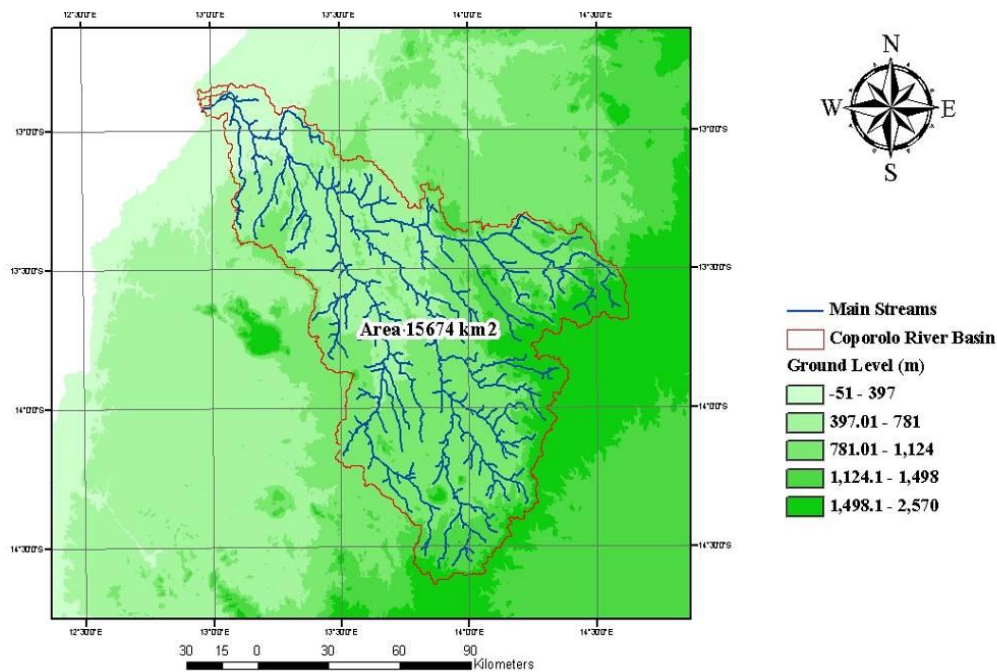 12°30'0"E 13°0'0"E 13°30'0"E 14°0'0"E 14°30'0"E
N
W E
S
13°0'0"S 13°0'0"S
13°30'0"S 13°30'0"S
Main Streams
Area 15674 km2
Coporolo River Basin
Ground Level (m)
-51 - 397
14°0'0"S 14°0'0"S
397.01 - 781
781.01 - 1,124
1,124.1 - 1,498
1,498.1 - 2,570
14°30'0"S 14°30'0"S
12°30'0"E 13°0'0"E 13°30'0"E 14°0'0"E 14°30'0"E
30 15 0 30 60 90
Kilometers